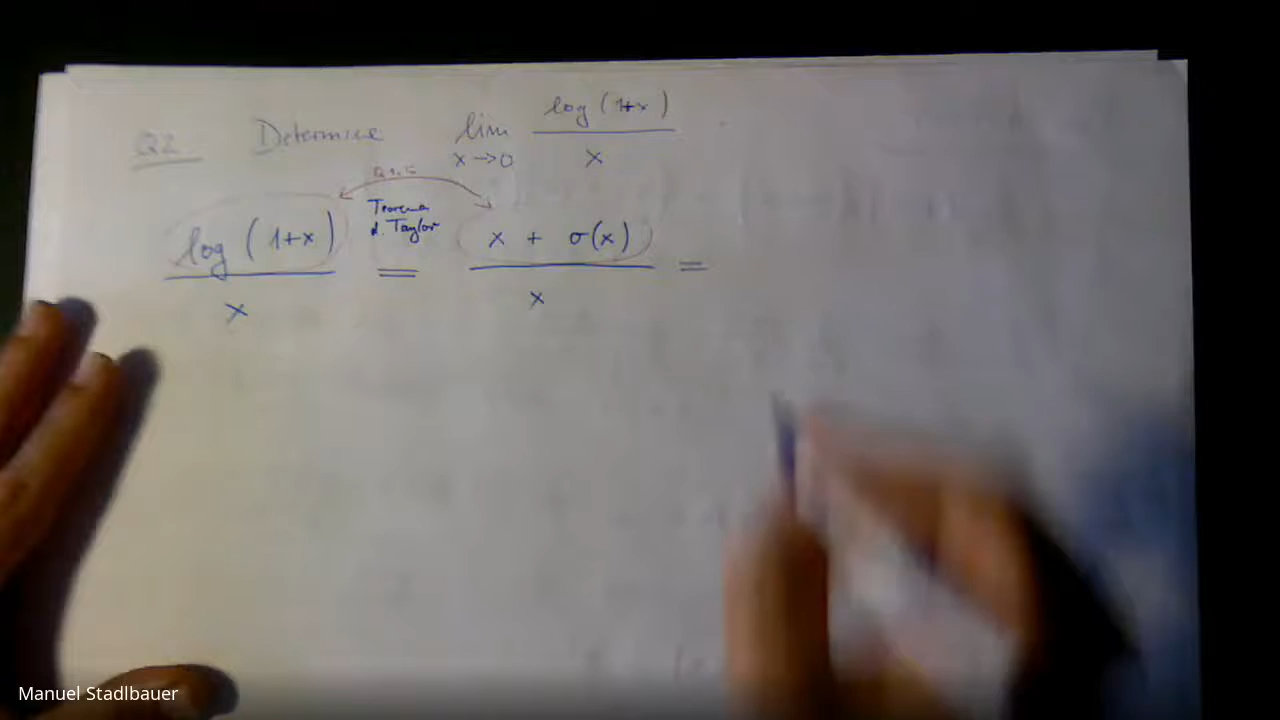 Q2 Determine lim x→0 log(1+x) / x
Teorema
d. Taylor
log (1+x) / x = x + o(x) / x =
Manuel Stadlbauer